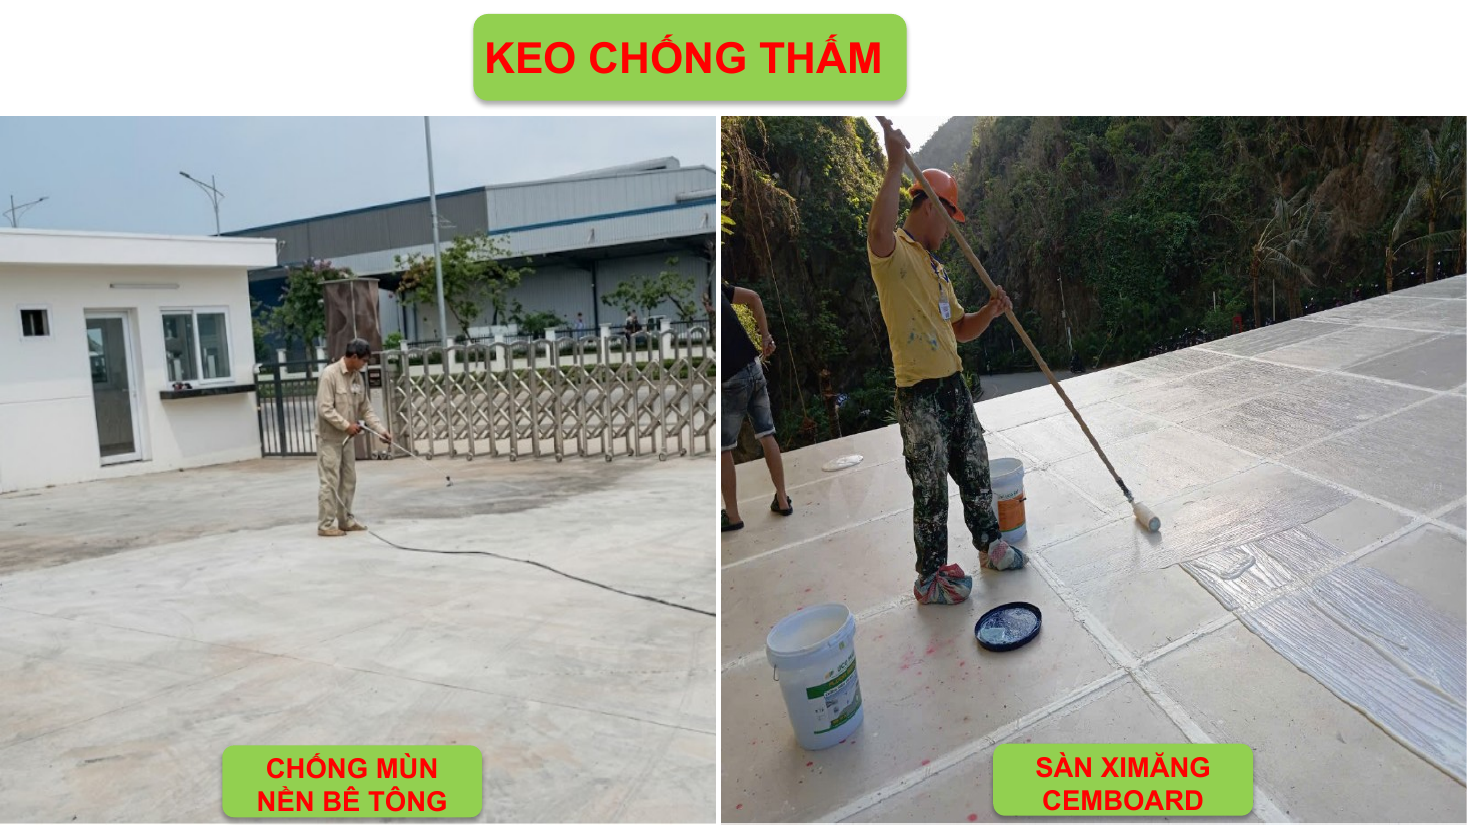 KEO CHỐNG THẤM
CHỐNG MÙN
NỀN BÊ TÔNG
SÀN XIMĂNG
CEMBOARD